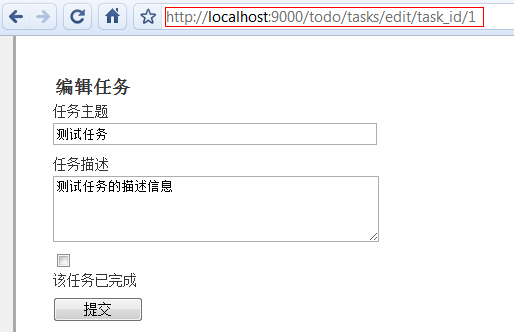 http://localhost:9000/todo/tasks/edit/task_id/1
编辑任务
任务主题
测试任务
任务描述
测试任务的描述信息
该任务已完成
提交